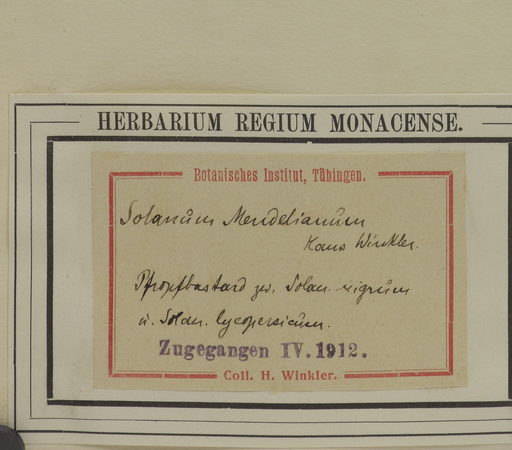 HERBARIUM REGIUM MONACENSE.
Botanisches Institut, Tübingen.
Solanum Mendelianum
Hans Winkler.
Pfropfbastard zw. Solan. nigrum
u. Solan. lycopersicum.
Zugegangen IV. 1912.
Coll. H. Winkler.